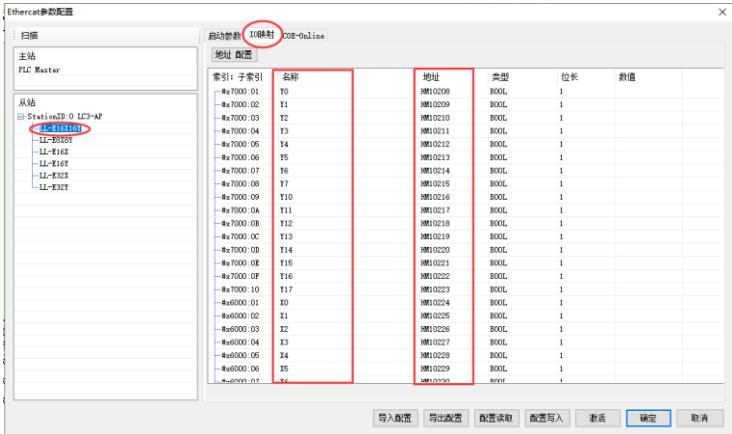 Ethercat参数配置
扫描
主站
PLC Master
从站
StationID:0 LC3-AP
LL-E16X16Y
LL-E8X8Y
LL-E16X
LL-E16Y
LL-E32X
LL-E32Y
启动参数 IO映射 COE-Online
地址 配置
索引: 子索引 名称 地址 类型 位长 数值
#x7000:01 Y0 HM10208 BOOL 1
#x7000:02 Y1 HM10209 BOOL 1
#x7000:03 Y2 HM10210 BOOL 1
#x7000:04 Y3 HM10211 BOOL 1
#x7000:05 Y4 HM10212 BOOL 1
#x7000:06 Y5 HM10213 BOOL 1
#x7000:07 Y6 HM10214 BOOL 1
#x7000:08 Y7 HM10215 BOOL 1
#x7000:09 Y10 HM10216 BOOL 1
#x7000:0A Y11 HM10217 BOOL 1
#x7000:0B Y12 HM10218 BOOL 1
#x7000:0C Y13 HM10219 BOOL 1
#x7000:0D Y14 HM10220 BOOL 1
#x7000:0E Y15 HM10221 BOOL 1
#x7000:0F Y16 HM10222 BOOL 1
#x7000:10 Y17 HM10223 BOOL 1
#x6000:01 X0 HM10224 BOOL 1
#x6000:02 X1 HM10225 BOOL 1
#x6000:03 X2 HM10226 BOOL 1
#x6000:04 X3 HM10227 BOOL 1
#x6000:05 X4 HM10228 BOOL 1
#x6000:06 X5 HM10229 BOOL 1
#x6000:07 X6 HM10230 BOOL 1
导入配置 导出配置 配置读取 配置写入 激活 确定 取消